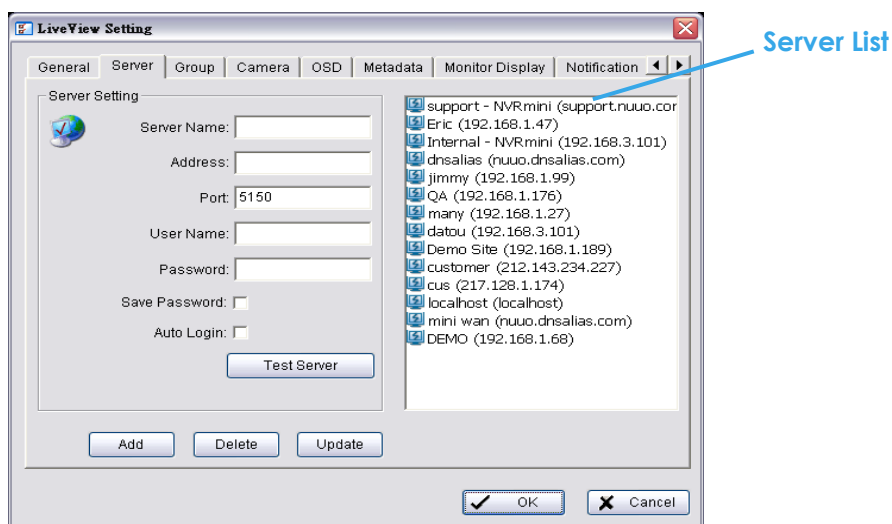 LiveView Setting
Server List
General Server Group Camera OSD Metadata Monitor Display Notification
Server Setting
Server Name:
Address:
Port: 5150
User Name:
Password:
Save Password:
Auto Login:
Test Server
support - NVRmini (support.nuuo.cor
Eric (192.168.1.47)
Internal - NVRmini (192.168.3.101)
dnsalias (nuuo.dnsalias.com)
jimmy (192.168.1.99)
QA (192.168.1.176)
many (192.168.1.27)
datou (192.168.3.101)
Demo Site (192.168.1.189)
customer (212.143.234.227)
cus (217.128.1.174)
localhost (localhost)
mini wan (nuuo.dnsalias.com)
DEMO (192.168.1.68)
Add Delete Update
OK Cancel